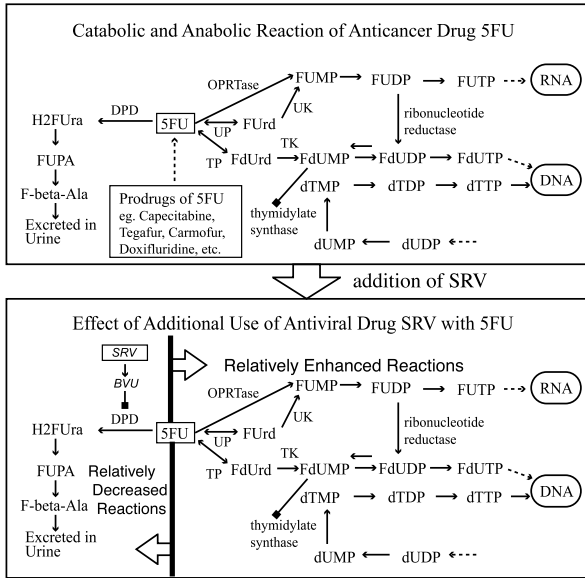 Catabolic and Anabolic Reaction of Anticancer Drug 5FU
OPRTase
FUMP
FUDP
FUTP
RNA
DPD
H2FUra
5FU
UP
FUrd
UK
ribonucleotide
reductase
TP
FdUrd
TK
FdUMP
FdUDP
FdUTP
DNA
FUPA
F-beta-Ala
Excreted in
Urine
Prodrugs of 5FU
eg. Capecitabine,
Tegafur, Carmofur,
Doxifluridine, etc.
dTMP
dTDP
dTTP
thymidylate
synthase
dUMP
dUDP
addition of SRV
Effect of Additional Use of Antiviral Drug SRV with 5FU
SRV
BVU
Relatively Enhanced Reactions
OPRTase
FUMP
FUDP
FUTP
RNA
DPD
H2FUra
5FU
UP
FUrd
UK
ribonucleotide
reductase
TP
FdUrd
TK
FdUMP
FdUDP
FdUTP
DNA
FUPA
F-beta-Ala
Excreted in
Urine
Relatively
Decreased
Reactions
dTMP
dTDP
dTTP
thymidylate
synthase
dUMP
dUDP